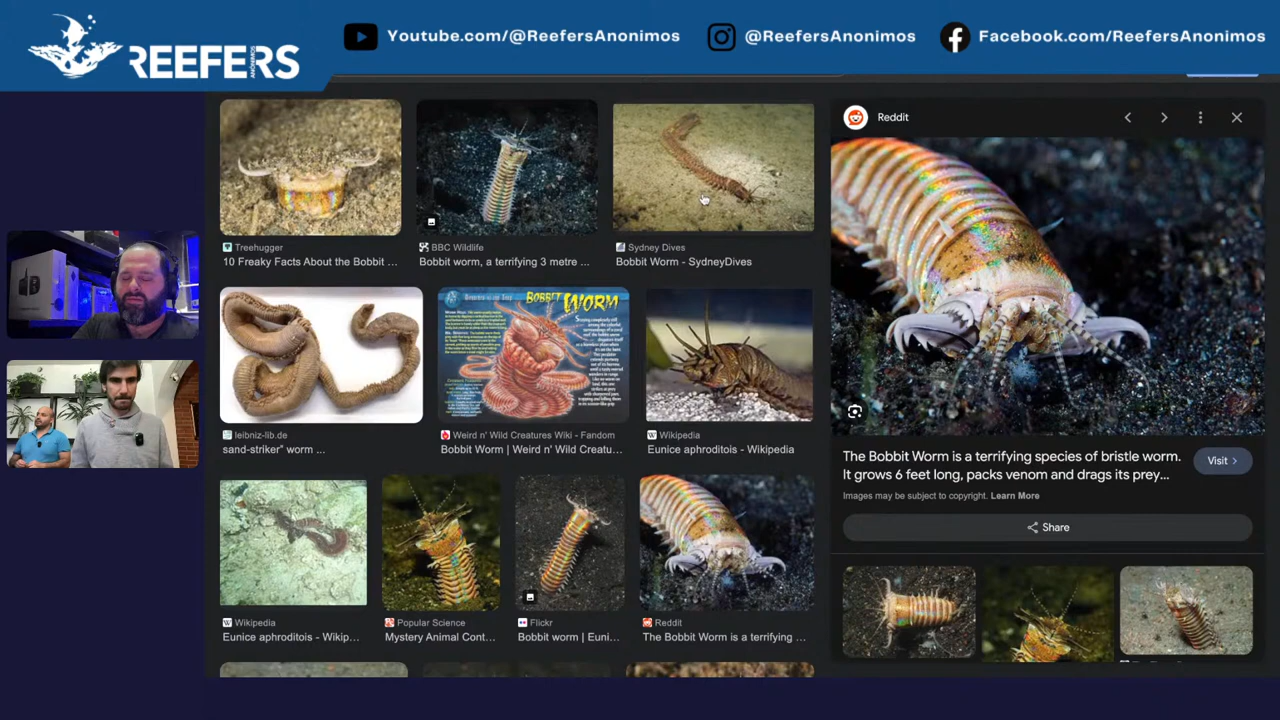 REEFERS
ANONIMOS
Youtube.com/@ReefersAnonimos
@ReefersAnonimos
Facebook.com/ReefersAnonimos
Treehugger
10 Freaky Facts About the Bobbit ...
BBC Wildlife
Bobbit worm, a terrifying 3 metre ...
Sydney Dives
Bobbit Worm - SydneyDives
Reddit
BOBBIT WORM
leibniz-lib.de
sand-striker" worm ...
Weird n' Wild Creatures Wiki - Fandom
Bobbit Worm | Weird n' Wild Creatu...
Wikipedia
Eunice aphroditois - Wikipedia
The Bobbit Worm is a terrifying species of bristle worm.
It grows 6 feet long, packs venom and drags its prey...
Visit
Images may be subject to copyright. Learn More
Share
Wikipedia
Eunice aphroditois - Wikip...
Popular Science
Mystery Animal Cont...
Flickr
Bobbit worm | Euni...
Reddit
The Bobbit Worm is a terrifying ...